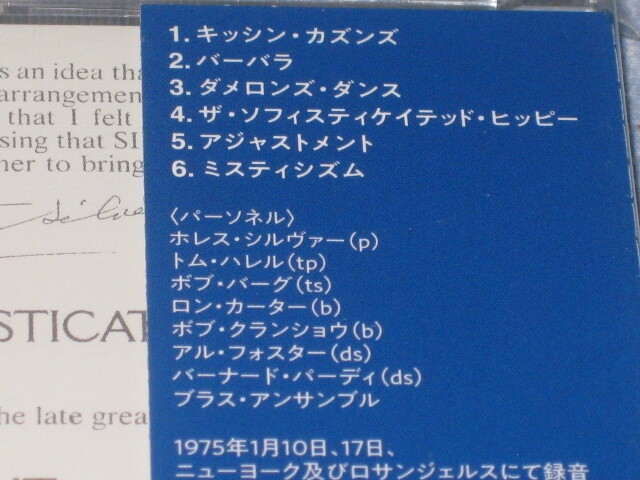 1. キッシン・カズンズ
2. バーバラ
3. ダメロンズ・ダンス
4. ザ・ソフィスティケイテッド・ヒッピー
5. アジャストメント
6. ミスティシズム
〈パーソネル〉
ホレス・シルヴァー(p)
トム・ハレル(tp)
ボブ・バーグ(ts)
ロン・カーター(b)
ボブ・クランショウ(b)
アル・フォスター(ds)
バーナード・パーディ(ds)
ブラス・アンサンブル
1975年1月10日、17日、
ニューヨーク及びロサンジェルスにて録音
s an idea tha
arrangemen
that I felt
sing that SI
her to bring
STICAT
he late grea